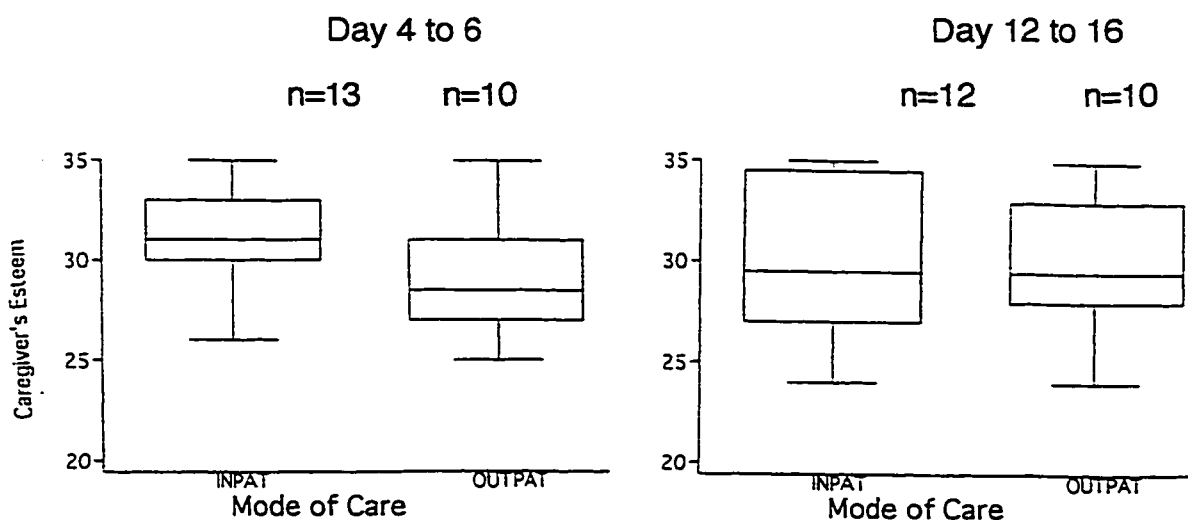 Day 4 to 6
n=13 n=10
35
30
25
20
Caregiver's Esteem
INPAT OUTPAT
Mode of Care
Day 12 to 16
n=12 n=10
35
30
25
20
INPAT OUTPAT
Mode of Care